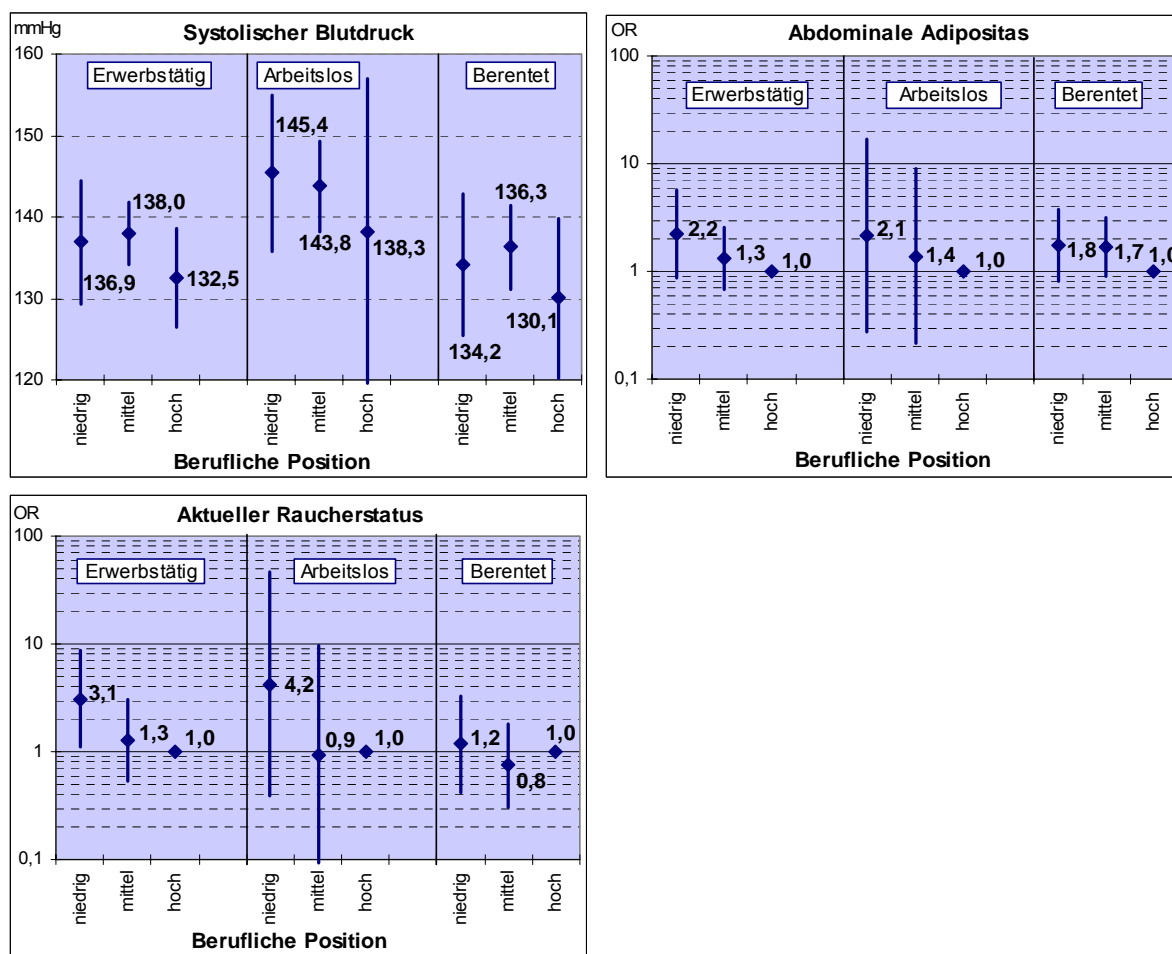 mmHg
Systolischer Blutdruck
160
150
140
130
120
Erwerbstätig
Arbeitslos
Berentet
136,9
138,0
132,5
145,4
143,8
138,3
134,2
136,3
130,1
niedrig
mittel
hoch
niedrig
mittel
hoch
niedrig
mittel
hoch
Berufliche Position
OR
Abdominale Adipositas
100
10
1
0,1
Erwerbstätig
Arbeitslos
Berentet
2,2
1,3
1,0
2,1
1,4
1,0
1,8
1,7
1,0
niedrig
mittel
hoch
niedrig
mittel
hoch
niedrig
mittel
hoch
Berufliche Position
OR
Aktueller Raucherstatus
100
10
1
0,1
Erwerbstätig
Arbeitslos
Berentet
3,1
1,3
1,0
4,2
0,9
1,0
1,2
0,8
1,0
niedrig
mittel
hoch
niedrig
mittel
hoch
niedrig
mittel
hoch
Berufliche Position